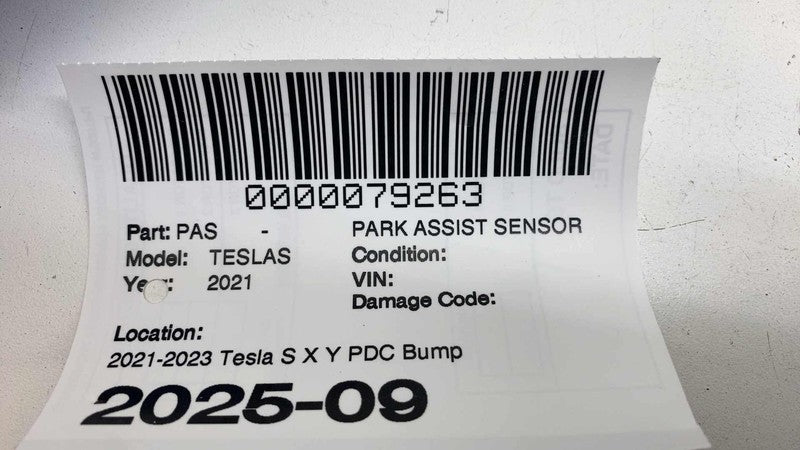 0000079263
Part: PAS - PARK ASSIST SENSOR
Model: TESLAS Condition:
Year: 2021 VIN:
Damage Code:
Location:
2021-2023 Tesla S X Y PDC Bump
2025-09